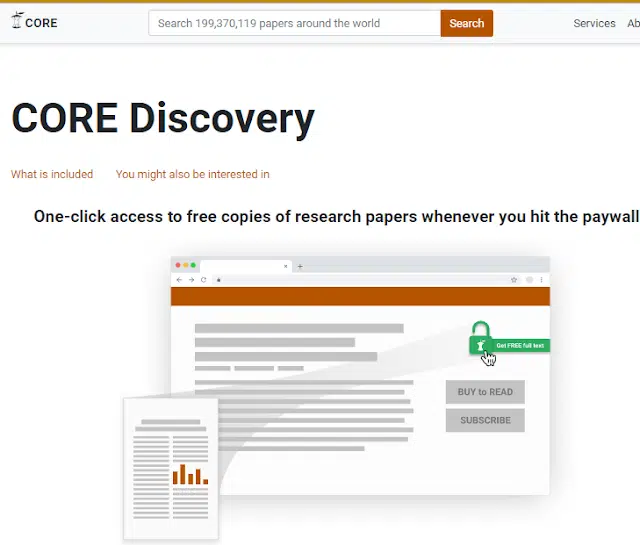 CORE
Search 199,370,119 papers around the world
Search
Services
Ab
CORE Discovery
What is included
You might also be interested in
One-click access to free copies of research papers whenever you hit the paywall
Get FREE full text
BUY to READ
SUBSCRIBE